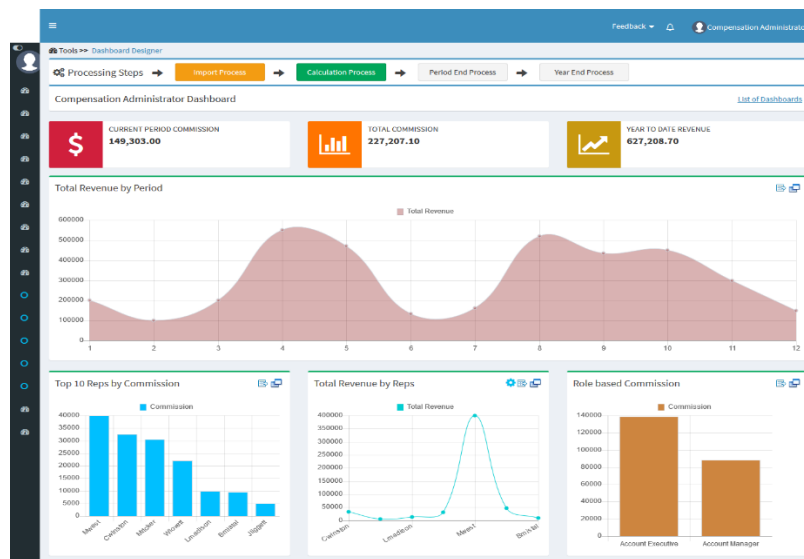 Feedback
Compensation Administrator
Tools >> Dashboard Designer
Processing Steps
Import Process
Calculation Process
Period End Process
Year End Process
Compensation Administrator Dashboard
List of Dashboards
CURRENT PERIOD COMMISSION
149,303.00
TOTAL COMMISSION
227,207.10
YEAR TO DATE REVENUE
627,208.70
Total Revenue by Period
Total Revenue
600000
500000
400000
300000
200000
100000
0
1 2 3 4 5 6 7 8 9 10 11 12
Top 10 Reps by Commission
Commission
40000
35000
30000
25000
20000
15000
10000
5000
0
Cwinston
Lmadison
Total Revenue by Reps
Total Revenue
400000
350000
300000
250000
200000
150000
100000
50000
0
Cwinston
Lmadison
Role based Commission
Commission
140000
120000
100000
80000
60000
40000
20000
0
Account Executive
Account Manager